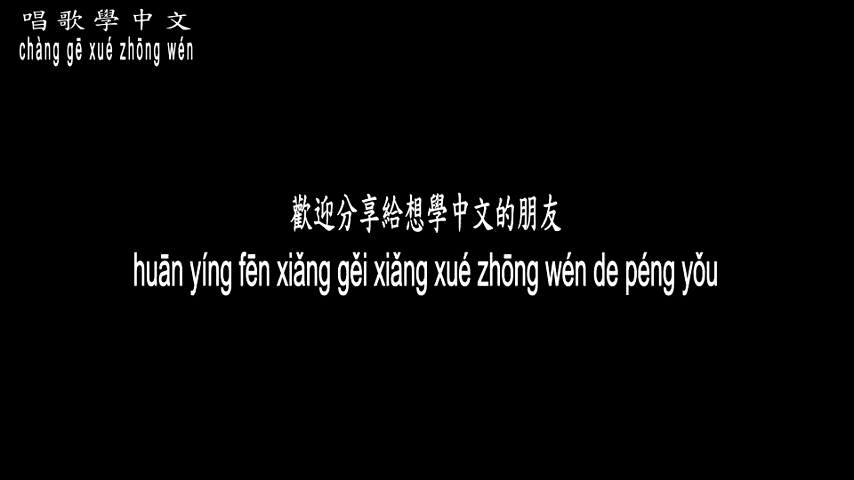 唱歌學中文
chàng gē xué zhōng wén
歡迎分享給想學中文的朋友
huān yíng fēn xiǎng gěi xiǎng xué zhōng wén de péng yǒu